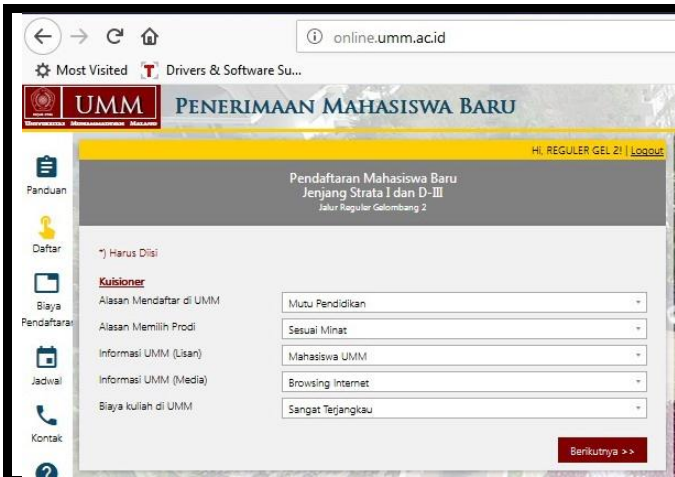 online.umm.ac.id
Most Visited T Drivers & Software Su...
UMM PENERIMAAN MAHASISWA BARU
UNIVERSITAS MUHAMMADIYAH MALANG
Hi, REGULER GEL 2! | Logout
Panduan
Daftar
Biaya
Pendaftaran
Jadwal
Kontak
Pendaftaran Mahasiswa Baru
Jenjang Strata I dan D-III
Jalur Reguler Gelombang 2
*) Harus Diisi
Kuisioner
Alasan Mendaftar di UMM Mutu Pendidikan
Alasan Memilih Prodi Sesuai Minat
Informasi UMM (Lisan) Mahasiswa UMM
Informasi UMM (Media) Browsing Internet
Biaya kuliah di UMM Sangat Terjangkau
Berikutnya >>